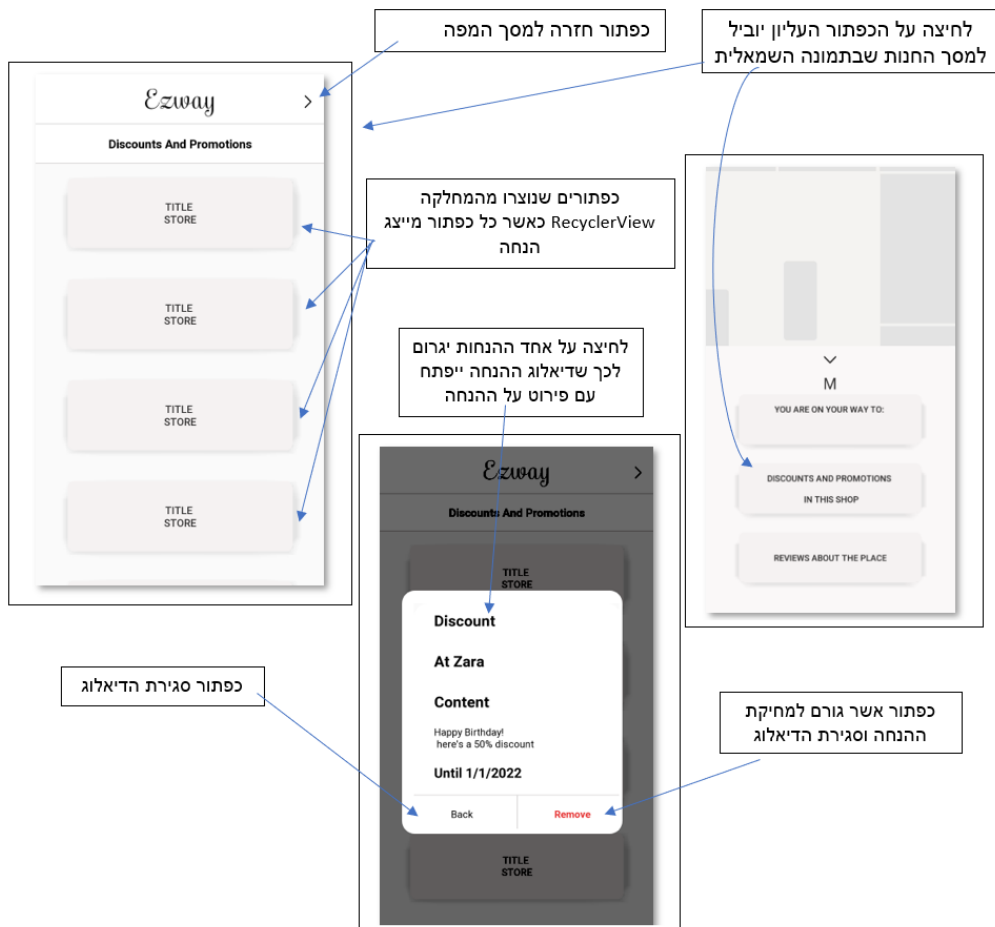 כפתור חזרה למסך המפה
לחיצה על הכפתור העליון יוביל
למסך החנות שבתמונה השמאלית
Ezway
Discounts And Promotions
TITLE
STORE
TITLE
STORE
TITLE
STORE
TITLE
STORE
כפתורים שנוצרו מהמחלקה
RecyclerView כאשר כל כפתור מייצג
הנחה
M
YOU ARE ON YOUR WAY TO:
DISCOUNTS AND PROMOTIONS
IN THIS SHOP
REVIEWS ABOUT THE PLACE
לחיצה על אחד ההנחות יגרום
לכך שדיאלוג ההנחה ייפתח
עם פירוט על ההנחה
Ezway
Discounts And Promotions
TITLE
STORE
Discount
At Zara
Content
Happy Birthday!
here's a 50% discount
Until 1/1/2022
Back
Remove
TITLE
STORE
כפתור סגירת הדיאלוג
כפתור אשר גורם למחיקת
ההנחה וסגירת הדיאלוג